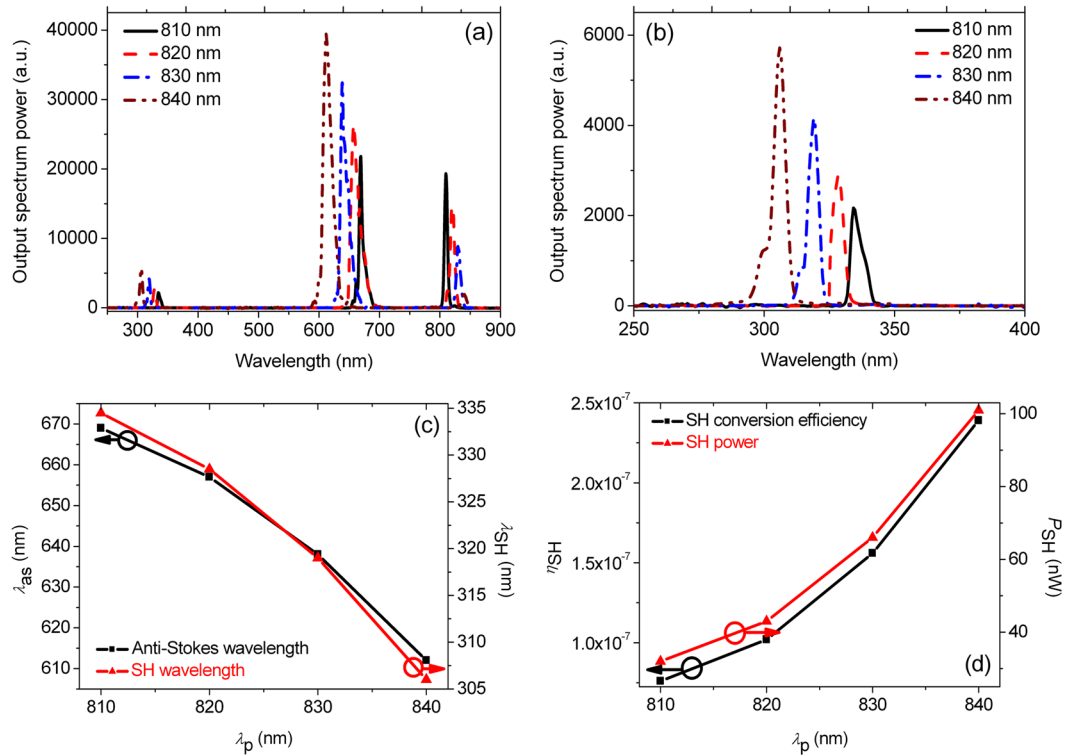 (a)
810 nm
820 nm
830 nm
840 nm
Output spectrum power (a.u.)
40000
30000
20000
10000
0
300 400 500 600 700 800 900
Wavelength (nm)
(b)
810 nm
820 nm
830 nm
840 nm
Output spectrum power (a.u.)
6000
4000
2000
0
250 300 350 400
Wavelength (nm)
(c)
λas (nm)
670
660
650
640
630
620
610
335
330
325
320
315
310
305
λSH (nm)
Anti-Stokes wavelength
SH wavelength
810 820 830 840
λp (nm)
SH conversion efficiency
SH power
ηSH
2.5x10-7
2.0x10-7
1.5x10-7
1.0x10-7
100
80
60
40
PSH (nW)
(d)
810 820 830 840
λp (nm)